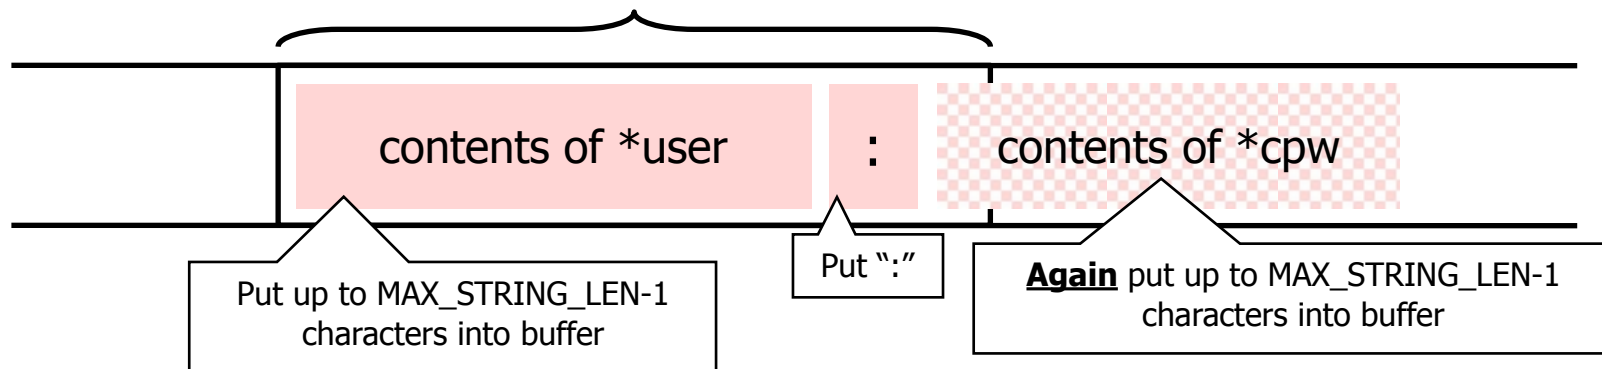 contents of *user
:
contents of *cpw
Put up to MAX_STRING_LEN-1
characters into buffer
Put “:”
Again put up to MAX_STRING_LEN-1
characters into buffer